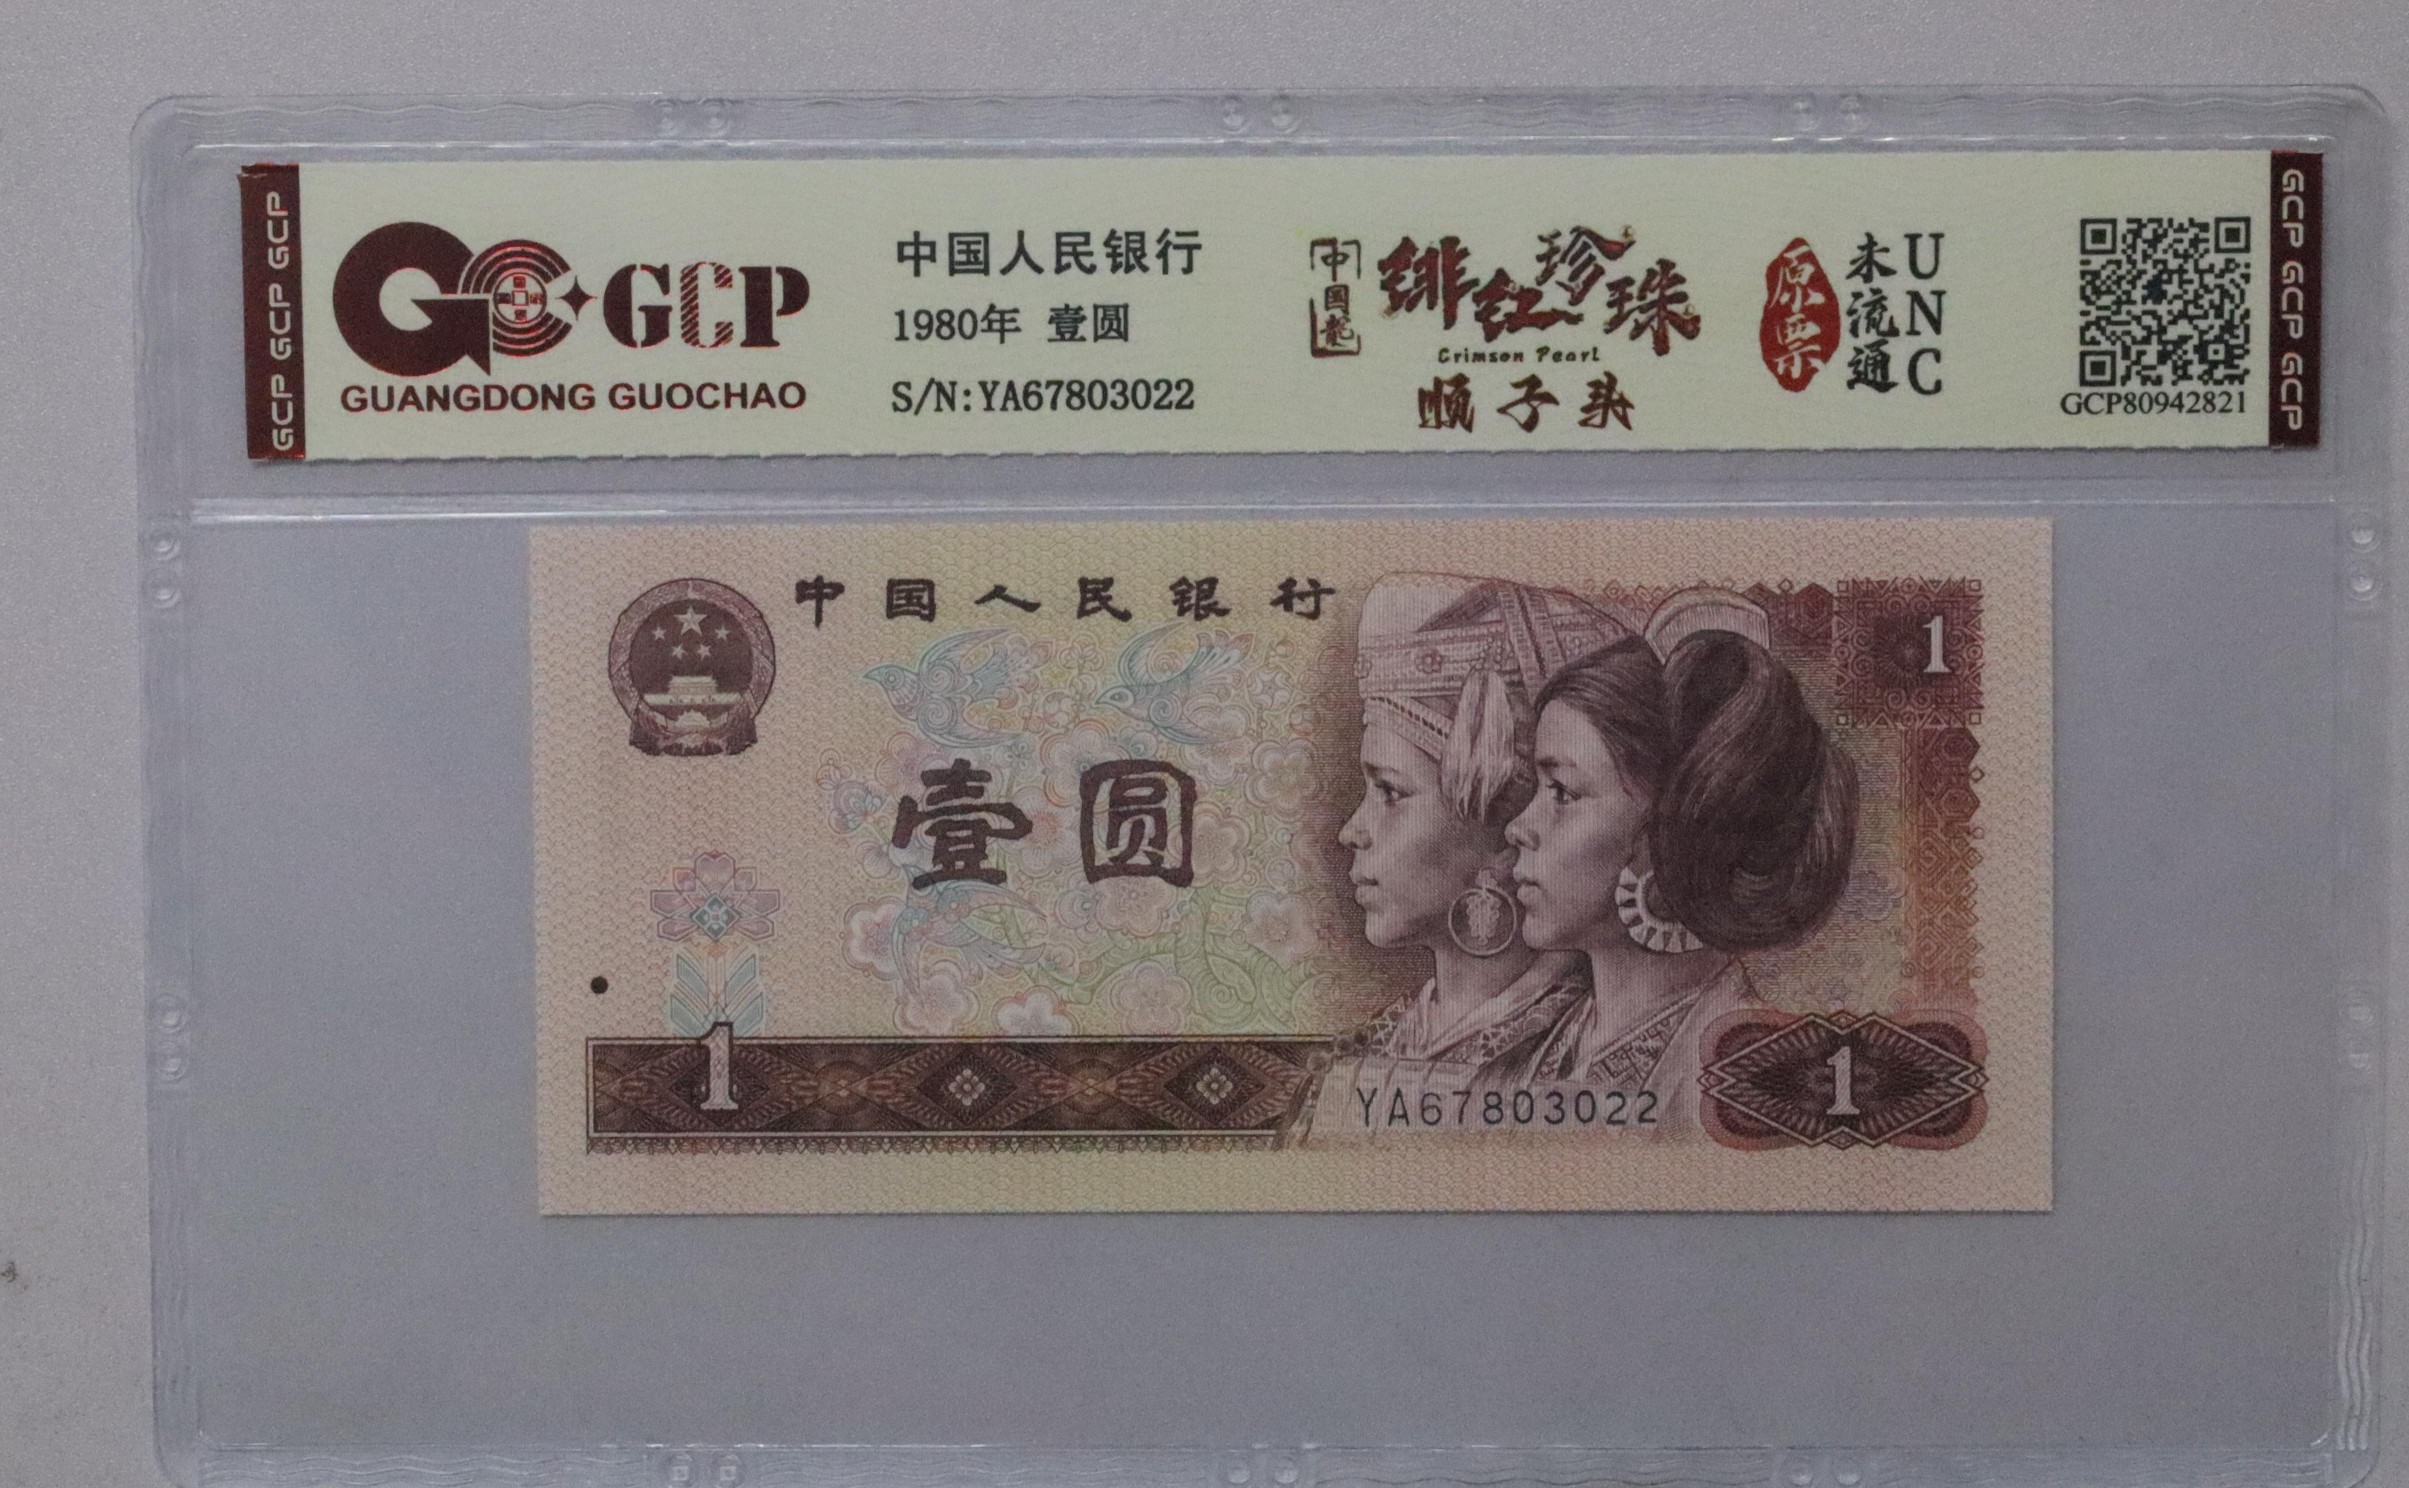 GCP GCP GCP
GCP
GUANGDONG GUOCHAO
中国人民银行
1980年 壹圆
S/N:YA67803022
中国龍
绯红珍珠
Crimson Pearl
顺子头
原票
未流通
UNC
GCP80942821
GCP GCP GCP
中国人民银行
1
壹圆
1
YA67803022
1